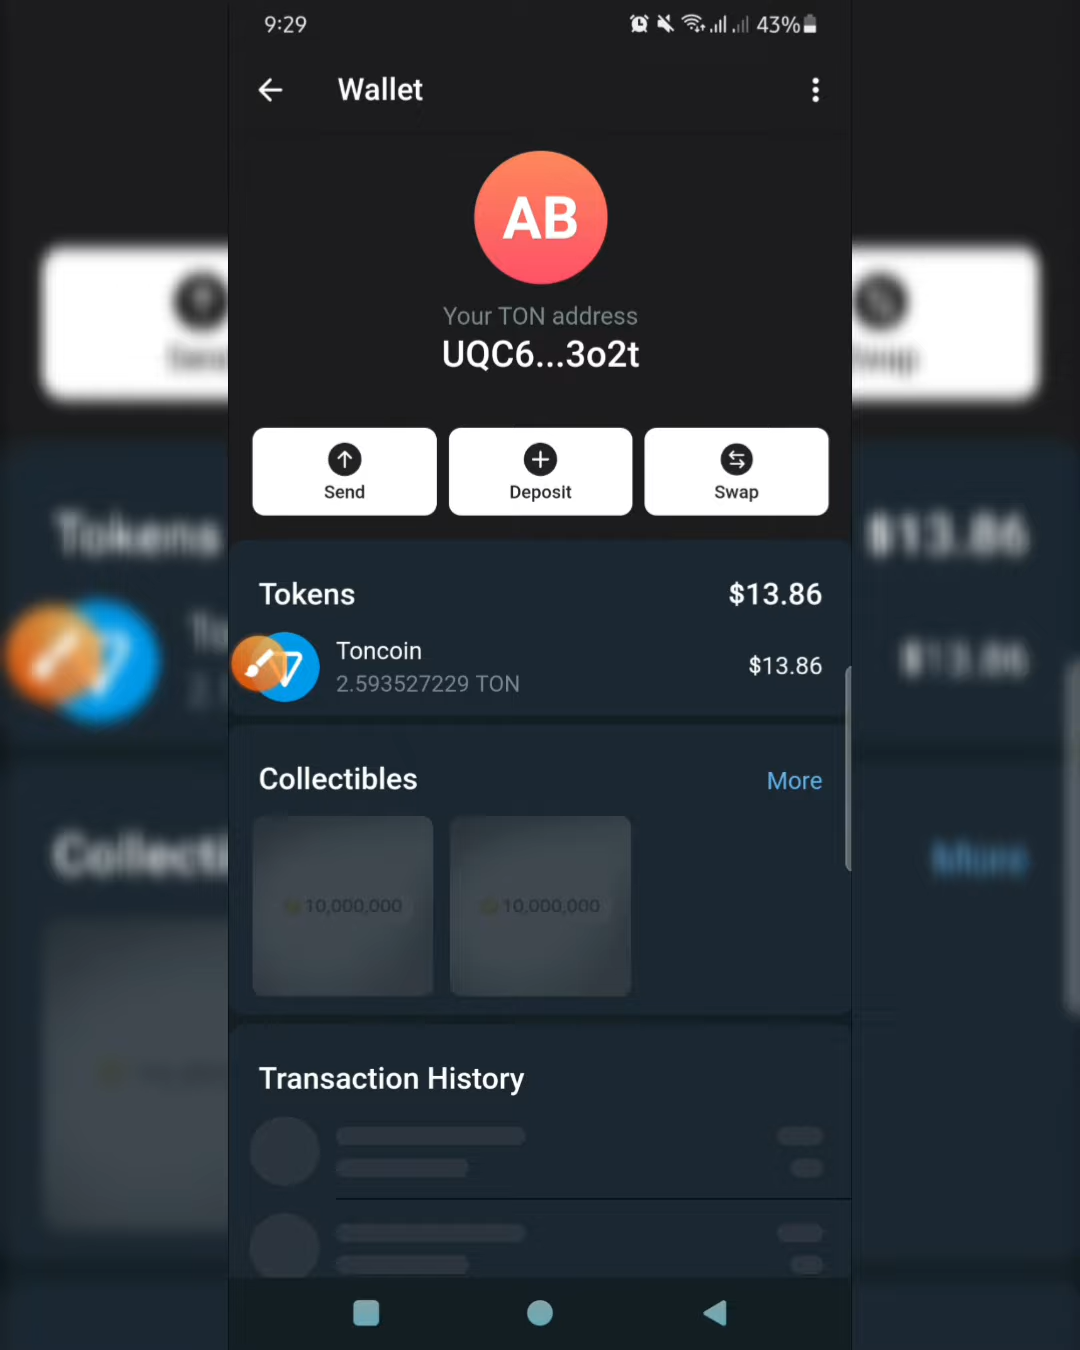 9:29
43%
Wallet
AB
Your TON address
UQC6...3o2t
Send
Deposit
Swap
Tokens
$13.86
Toncoin
$13.86
2.593527229 TON
Collectibles
More
10,000,000
10,000,000
Transaction History